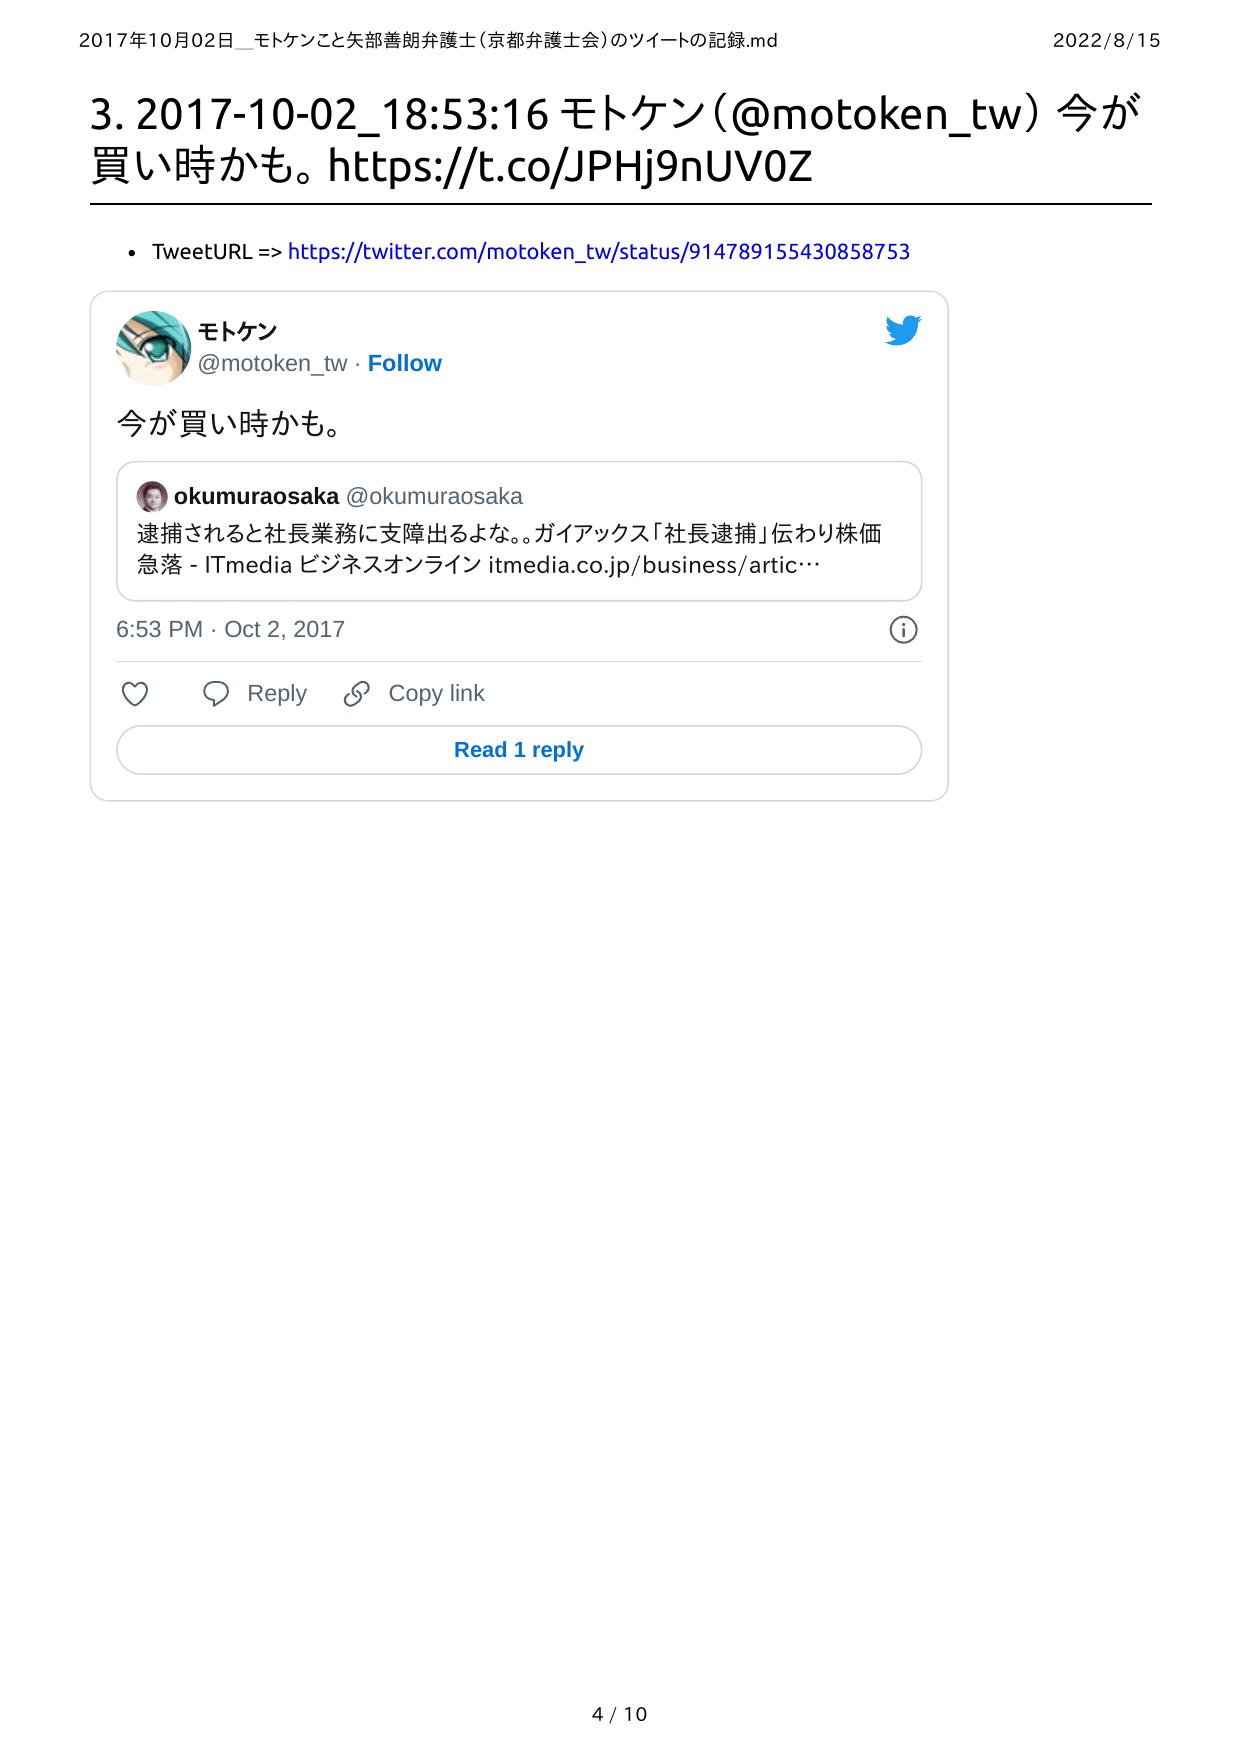 2017年10月02日__モトケンこと矢部善朗弁護士(京都弁護士会)のツイートの記録.md 2022/8/15
3. 2017-10-02_18:53:16 モトケン（@motoken_tw） 今が
買い時かも。 https://t.co/JPHj9nUV0Z
• TweetURL => https://twitter.com/motoken_tw/status/914789155430858753
モトケン
@motoken_tw · Follow
今が買い時かも。
okumuraosaka @okumuraosaka
逮捕されると社長業務に支障出るよな。。ガイアックス「社長逮捕」伝わり株価
急落 - ITmedia ビジネスオンライン itmedia.co.jp/business/artic…
6:53 PM · Oct 2, 2017
Reply Copy link
Read 1 reply
4 / 10